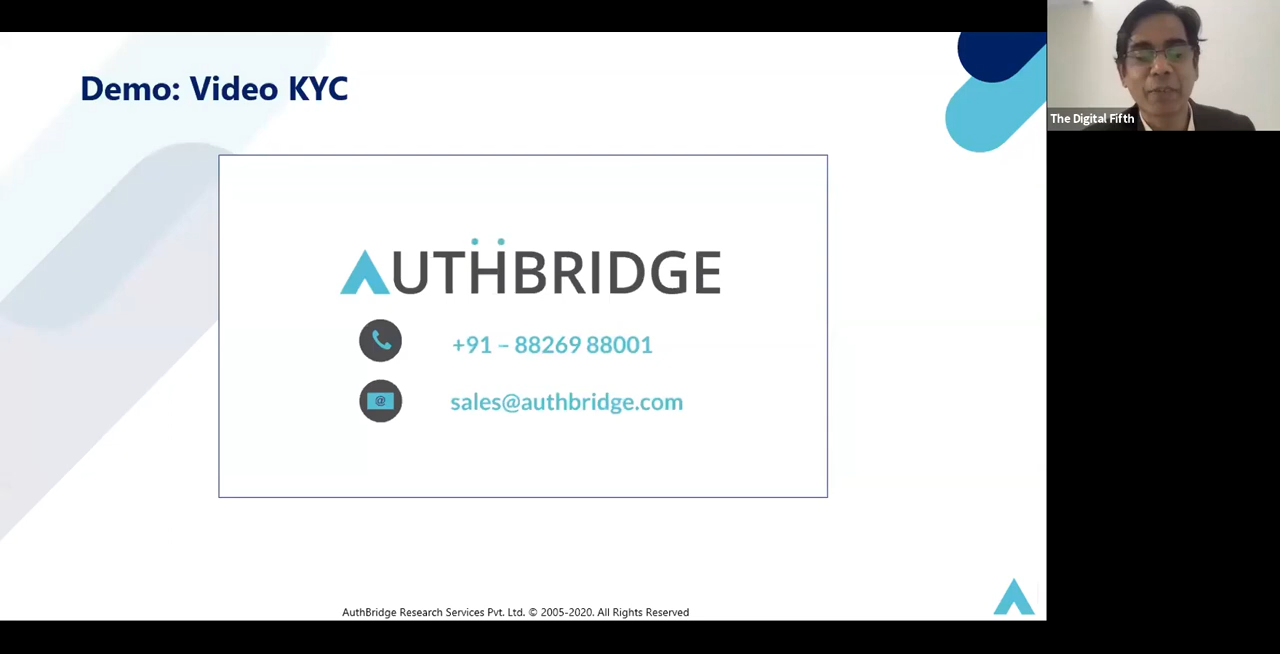 Demo: Video KYC
The Digital Fifth
AUTHBRIDGE
+91 – 88269 88001
@
sales@authbridge.com
AuthBridge Research Services Pvt. Ltd. © 2005-2020. All Rights Reserved